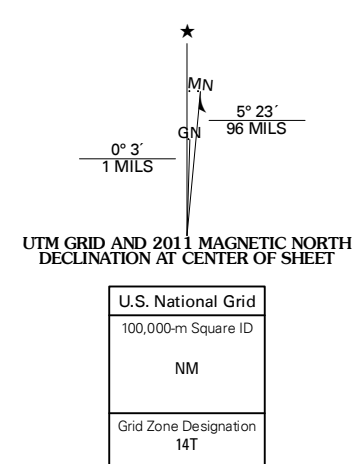 ★
MN
5° 23´
96 MILS
GN
0° 3´
1 MILS
UTM GRID AND 2011 MAGNETIC NORTH
DECLINATION AT CENTER OF SHEET
U.S. National Grid
100,000-m Square ID
NM
Grid Zone Designation
14T